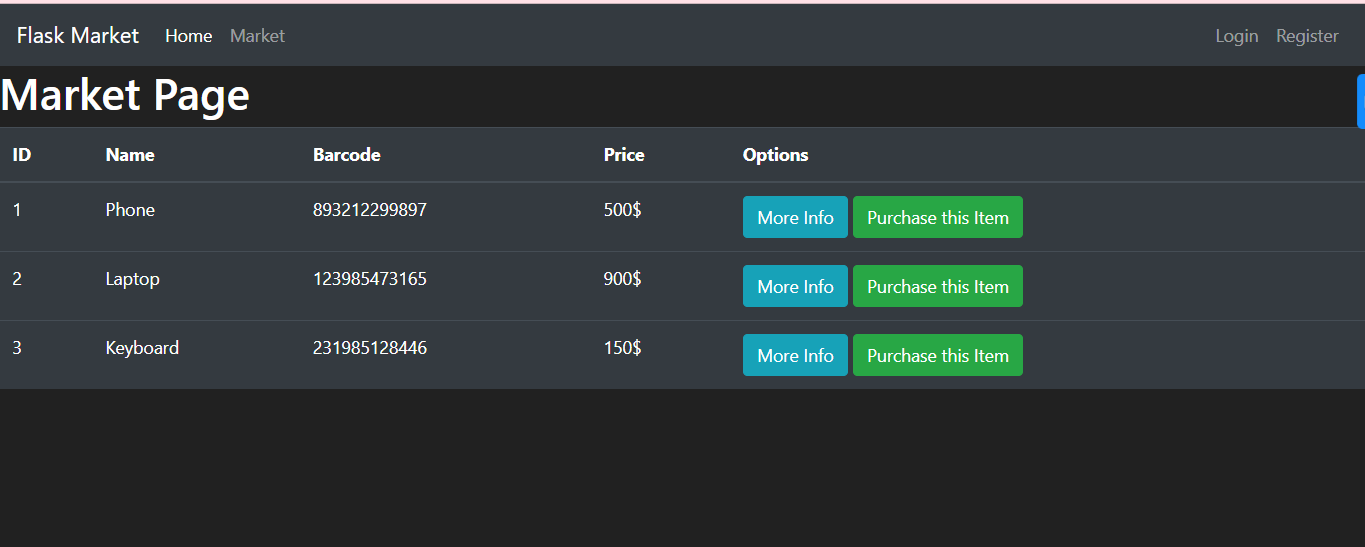 Flask Market Home Market Login Register
Market Page
ID Name Barcode Price Options
1 Phone 893212299897 500$ More Info Purchase this Item
2 Laptop 123985473165 900$ More Info Purchase this Item
3 Keyboard 231985128446 150$ More Info Purchase this Item